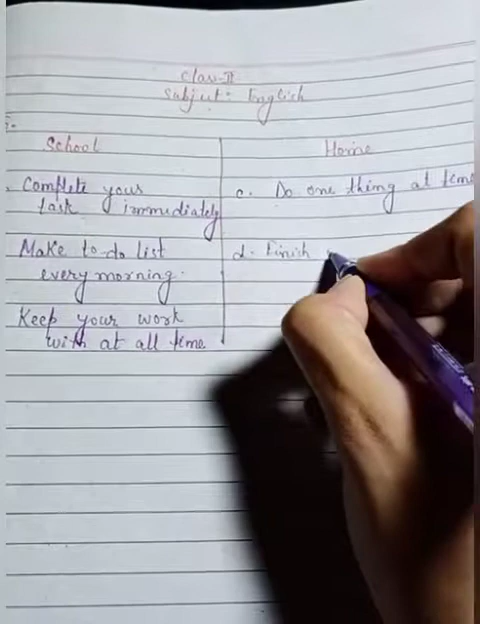 Class-II
Subject: English
School
Home
Complete your
task immediately
c. Do one thing at time
Make to-do list
every morning.
d. Finish
Keep your work
with at all time